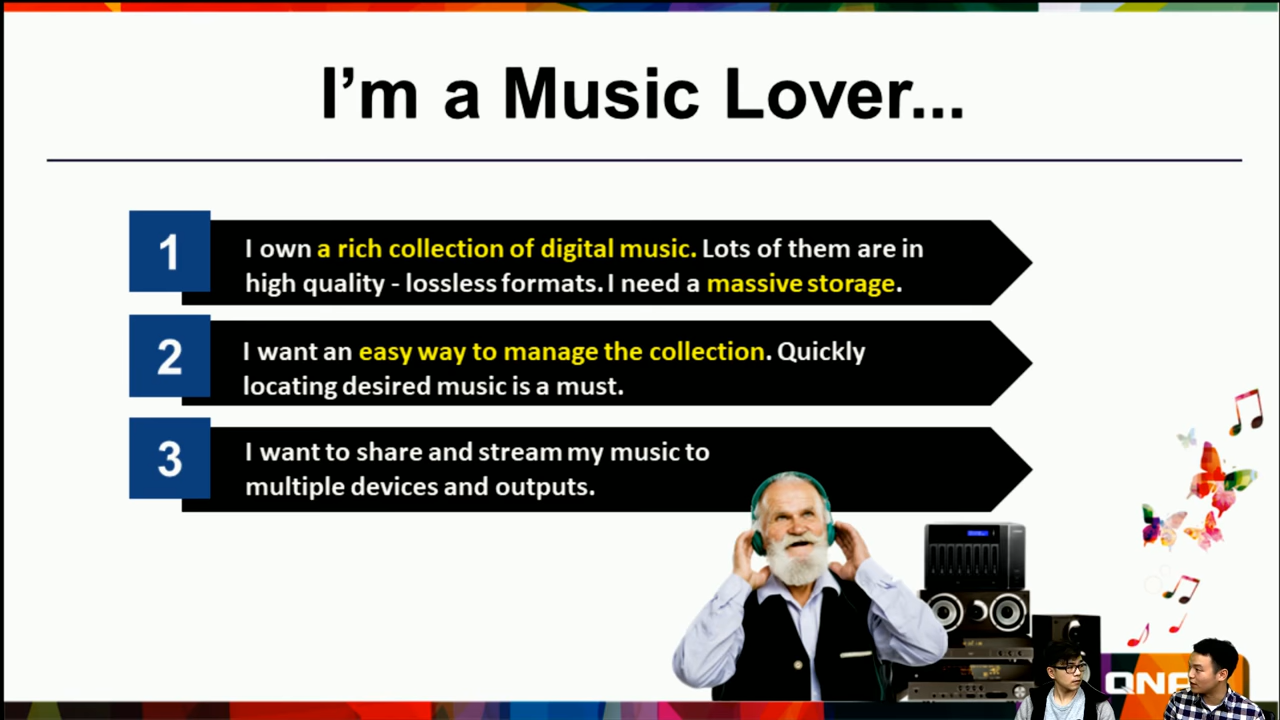 I'm a Music Lover...
1
I own a rich collection of digital music. Lots of them are in
high quality - lossless formats. I need a massive storage.
2
I want an easy way to manage the collection. Quickly
locating desired music is a must.
3
I want to share and stream my music to
multiple devices and outputs.